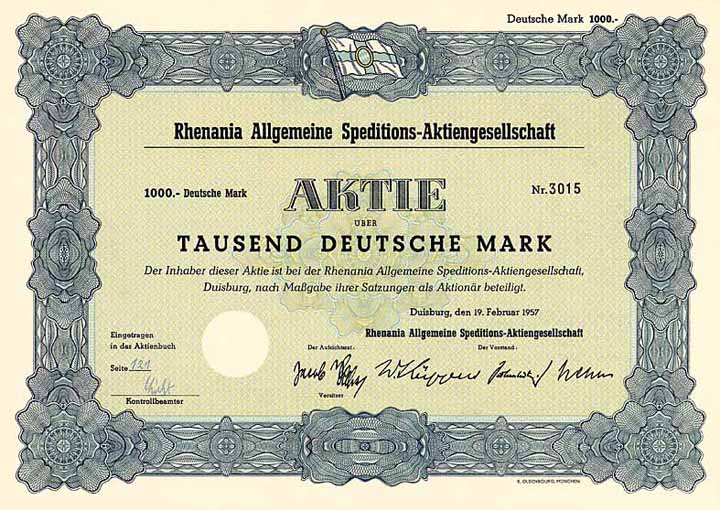 Deutsche Mark 1000.-
Rhenania Allgemeine Speditions-Aktiengesellschaft
1000.- Deutsche Mark
AKTIE
Nr. 3015
ÜBER
TAUSEND DEUTSCHE MARK
Der Inhaber dieser Aktie ist bei der Rhenania Allgemeine Speditions-Aktiengesellschaft,
Duisburg, nach Maßgabe ihrer Satzungen als Aktionär beteiligt.
Duisburg, den 19. Februar 1957
Eingetragen
in das Aktienbuch
Rhenania Allgemeine Speditions-Aktiengesellschaft
Der Aufsichtsrat:
Der Vorstand:
Seite 121
Jacob
Vorsitzer
Kontrollbeamter
R. OLDENBOURG, MÜNCHEN